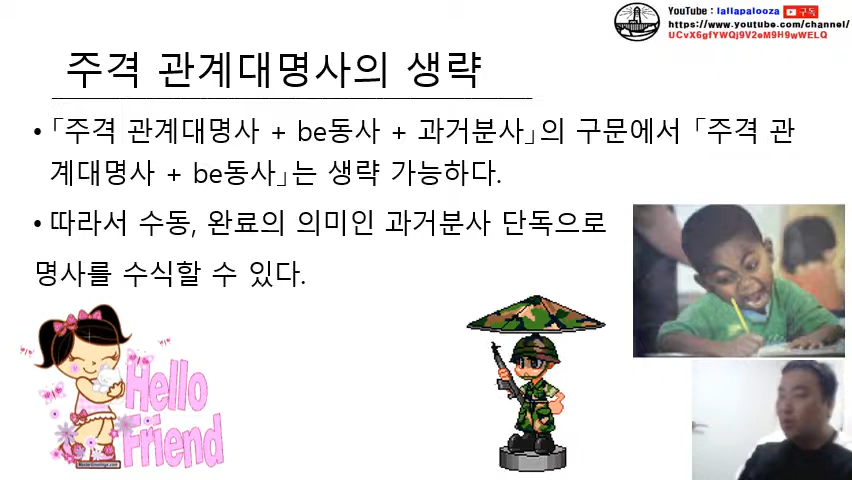 YouTube : lallapalooza 구독
https://www.youtube.com/channel/
UCvX6gfYWQj9V2eM9H9wWELQ
주격 관계대명사의 생략
• ｢주격 관계대명사 + be동사 + 과거분사｣의 구문에서 ｢주격 관
계대명사 + be동사｣는 생략 가능하다.
• 따라서 수동, 완료의 의미인 과거분사 단독으로
명사를 수식할 수 있다.
Hello
Friend